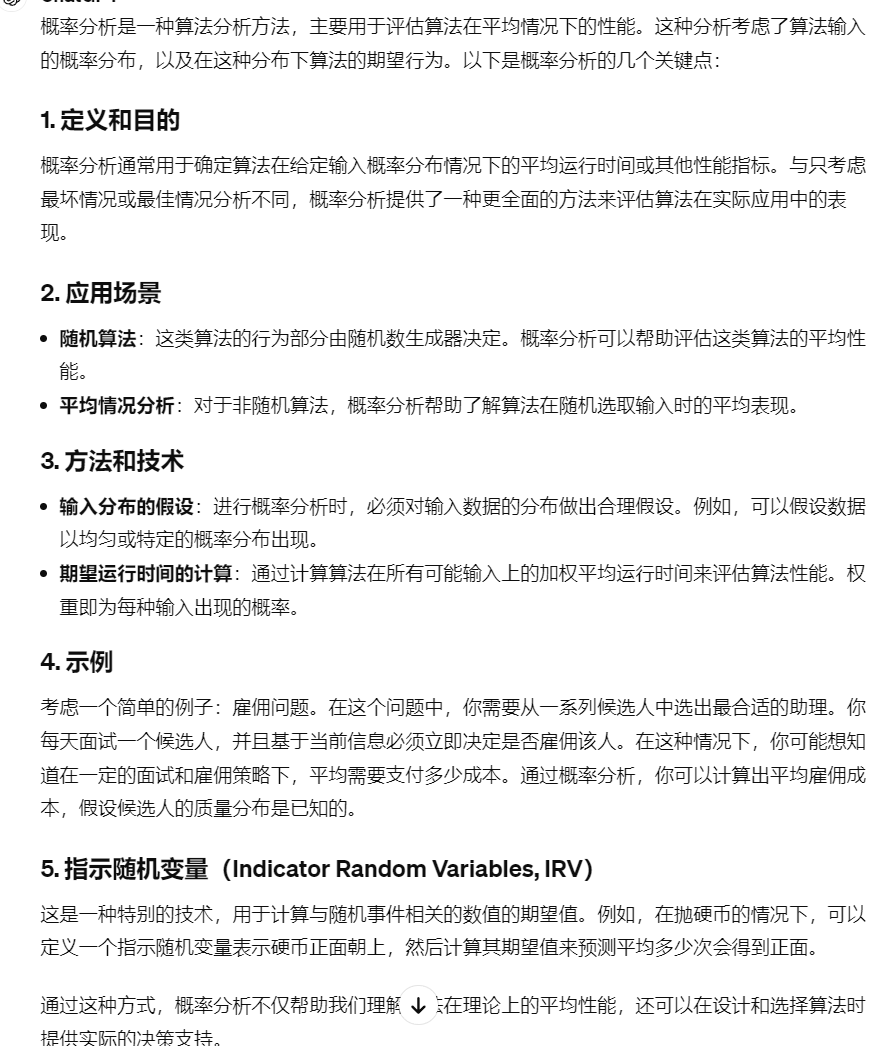 概率分析是一种算法分析方法，主要用于评估算法在平均情况下的性能。这种分析考虑了算法输入
的概率分布，以及在这种分布下算法的期望行为。以下是概率分析的几个关键点：
1. 定义和目的
概率分析通常用于确定算法在给定输入概率分布情况下的平均运行时间或其他性能指标。与只考虑
最坏情况或最佳情况分析不同，概率分析提供了一种更全面的方法来评估算法在实际应用中的表
现。
2. 应用场景
• 随机算法：这类算法的行为部分由随机数生成器决定。概率分析可以帮助评估这类算法的平均性
能。
• 平均情况分析：对于非随机算法，概率分析帮助了解算法在随机选取输入时的平均表现。
3. 方法和技术
• 输入分布的假设：进行概率分析时，必须对输入数据的分布做出合理假设。例如，可以假设数据
以均匀或特定的概率分布出现。
• 期望运行时间的计算：通过计算算法在所有可能输入上的加权平均运行时间来评估算法性能。权
重即为每种输入出现的概率。
4. 示例
考虑一个简单的例子：雇佣问题。在这个问题中，你需要从一系列候选人中选出最合适的助理。你
每天面试一个候选人，并且基于当前信息必须立即决定是否雇佣该人。在这种情况下，你可能想知
道在一定的面试和雇佣策略下，平均需要支付多少成本。通过概率分析，你可以计算出平均雇佣成
本，假设候选人的质量分布是已知的。
5. 指示随机变量（Indicator Random Variables, IRV）
这是一种特别的技术，用于计算与随机事件相关的数值的期望值。例如，在抛硬币的情况下，可以
定义一个指示随机变量表示硬币正面朝上，然后计算其期望值来预测平均多少次会得到正面。
通过这种方式，概率分析不仅帮助我们理解 在理论上的平均性能，还可以在设计和选择算法时
提供实际的决策支持。